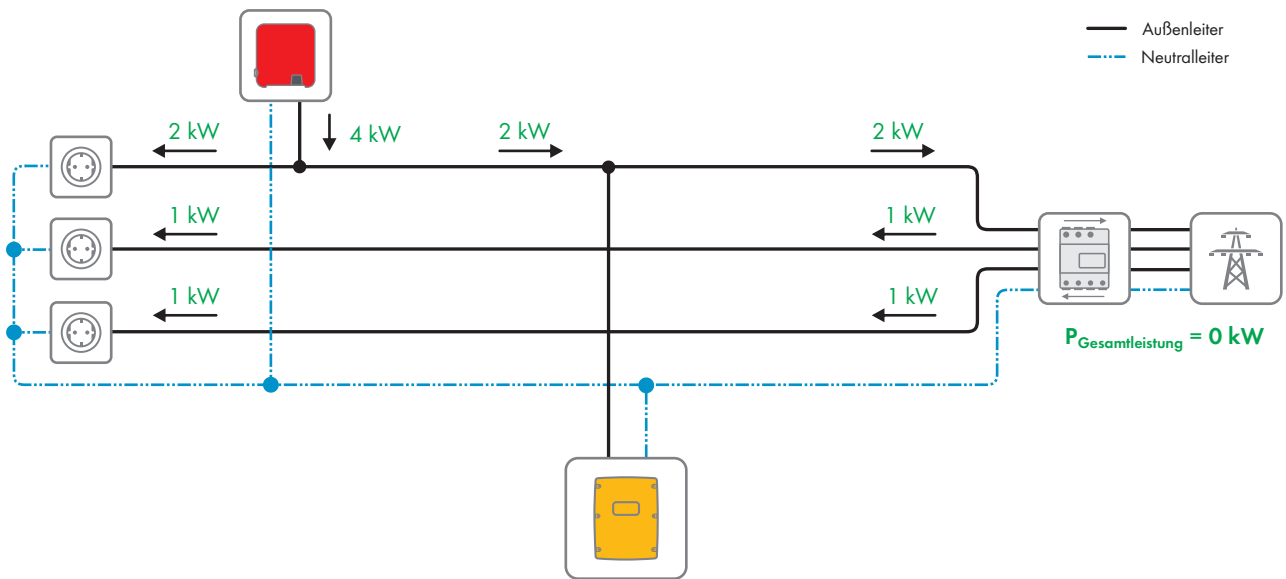 Außenleiter
Neutralleiter
2 kW
4 kW
2 kW
2 kW
1 kW
1 kW
1 kW
1 kW
PGesamtleistung = 0 kW